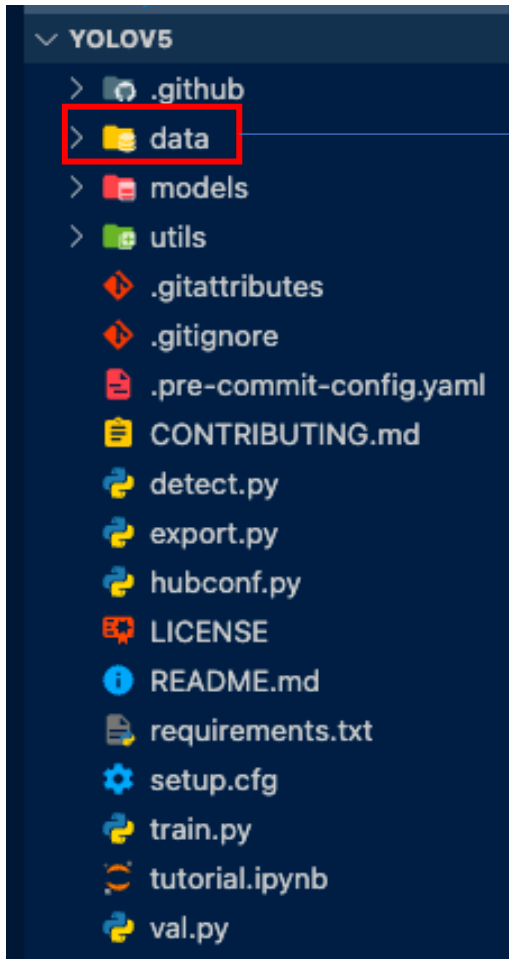 YOLOV5
.github
data
models
utils
.gitattributes
.gitignore
.pre-commit-config.yaml
CONTRIBUTING.md
detect.py
export.py
hubconf.py
LICENSE
README.md
requirements.txt
setup.cfg
train.py
tutorial.ipynb
val.py